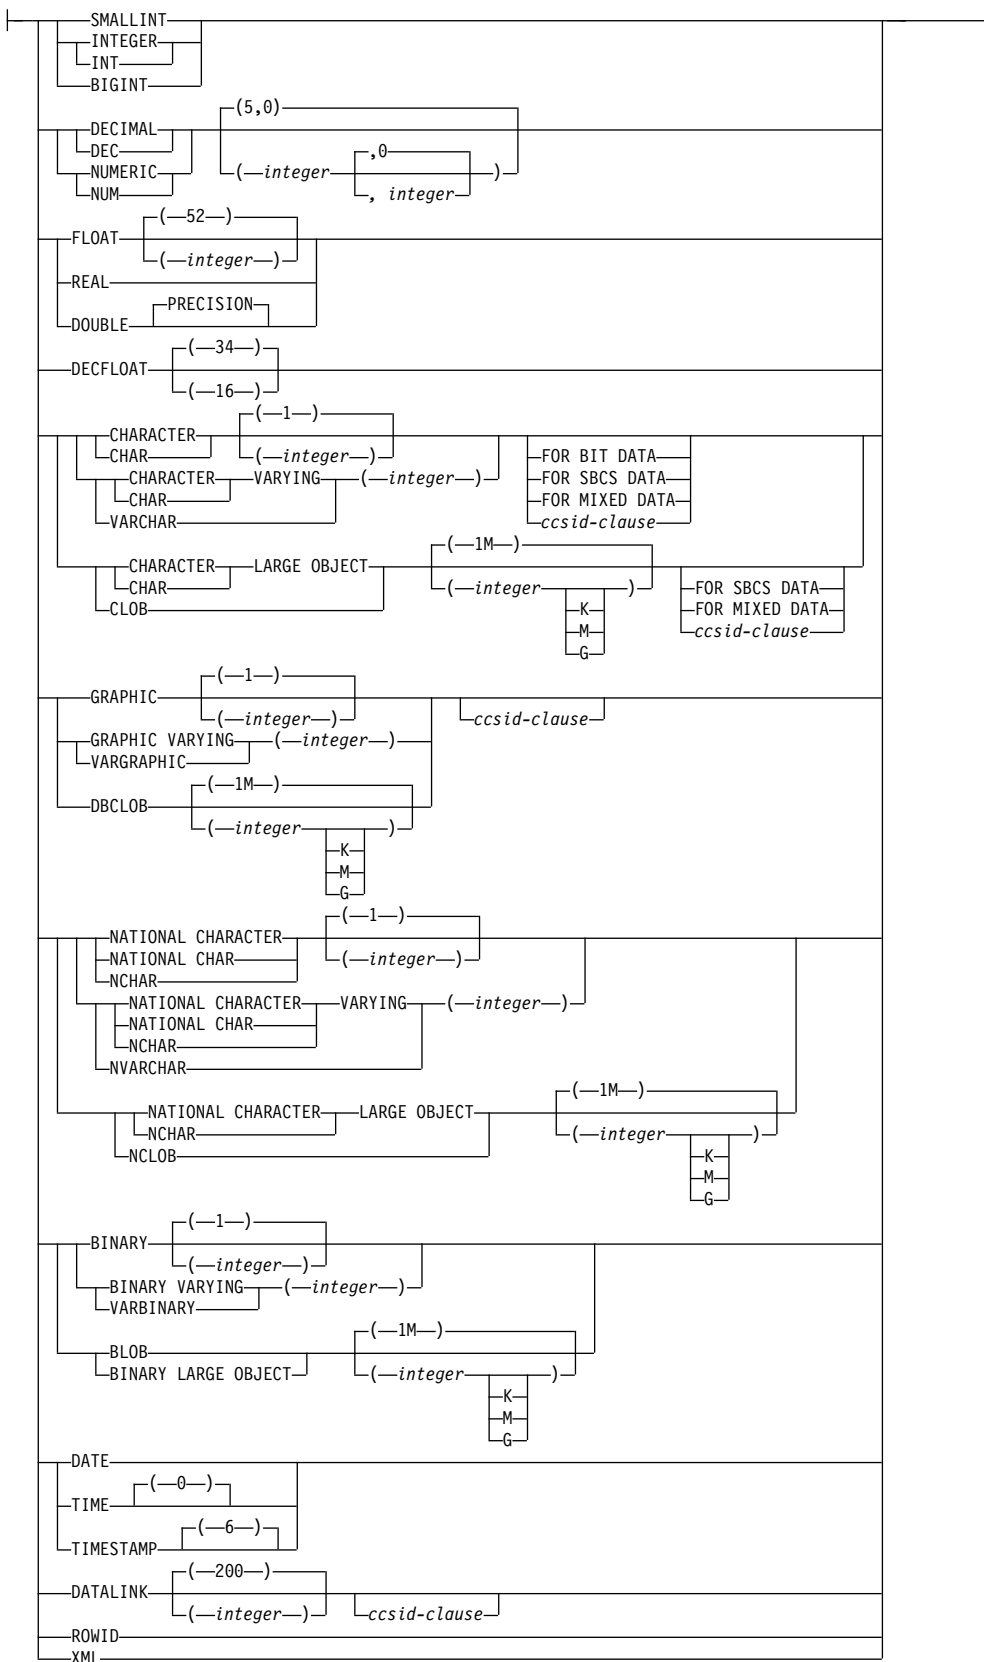 SMALLINT
INTEGER
INT
BIGINT
(5,0)
DECIMAL
DEC
,0
NUMERIC
( integer )
NUM
, integer
( 52 )
FLOAT
( integer )
REAL
PRECISION
DOUBLE
( 34 )
DECFLOAT
( 16 )
( 1 )
CHARACTER
CHAR ( integer ) FOR BIT DATA
CHARACTER VARYING ( integer ) FOR SBCS DATA
CHAR FOR MIXED DATA
VARCHAR ccsid-clause
( 1M )
CHARACTER LARGE OBJECT
CHAR ( integer ) FOR SBCS DATA
CLOB K FOR MIXED DATA
M ccsid-clause
G
( 1 )
GRAPHIC
( integer ) ccsid-clause
GRAPHIC VARYING ( integer )
VARGRAPHIC
( 1M )
DBCLOB
( integer )
K
M
G
( 1 )
NATIONAL CHARACTER
NATIONAL CHAR ( integer )
NCHAR
NATIONAL CHARACTER VARYING ( integer )
NATIONAL CHAR
NCHAR
NVARCHAR
( 1M )
NATIONAL CHARACTER LARGE OBJECT
NCHAR ( integer )
NCLOB K
M
G
( 1 )
BINARY
( integer )
BINARY VARYING ( integer )
VARBINARY
( 1M )
BLOB
BINARY LARGE OBJECT ( integer )
K
M
G
DATE
( 0 )
TIME
( 6 )
TIMESTAMP
( 200 )
DATALINK
( integer ) ccsid-clause
ROWID
XML